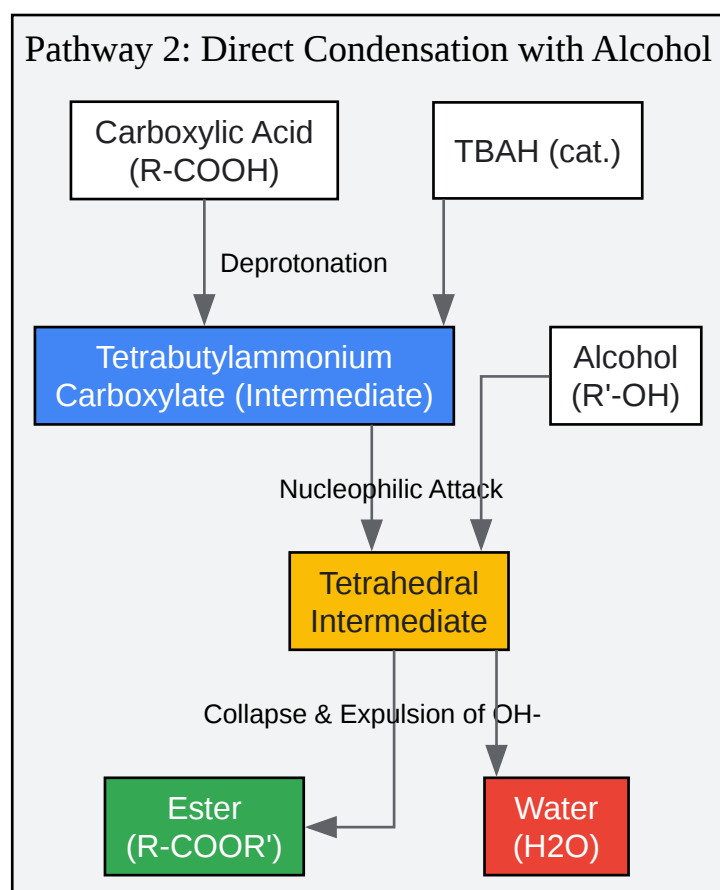 Pathway 2: Direct Condensation with Alcohol
Carboxylic Acid
(R-COOH)
TBAH (cat.)
Deprotonation
Tetrabutylammonium
Carboxylate (Intermediate)
Alcohol
(R'-OH)
Nucleophilic Attack
Tetrahedral
Intermediate
Collapse & Expulsion of OH-
Ester
(R-COOR')
Water
(H2O)